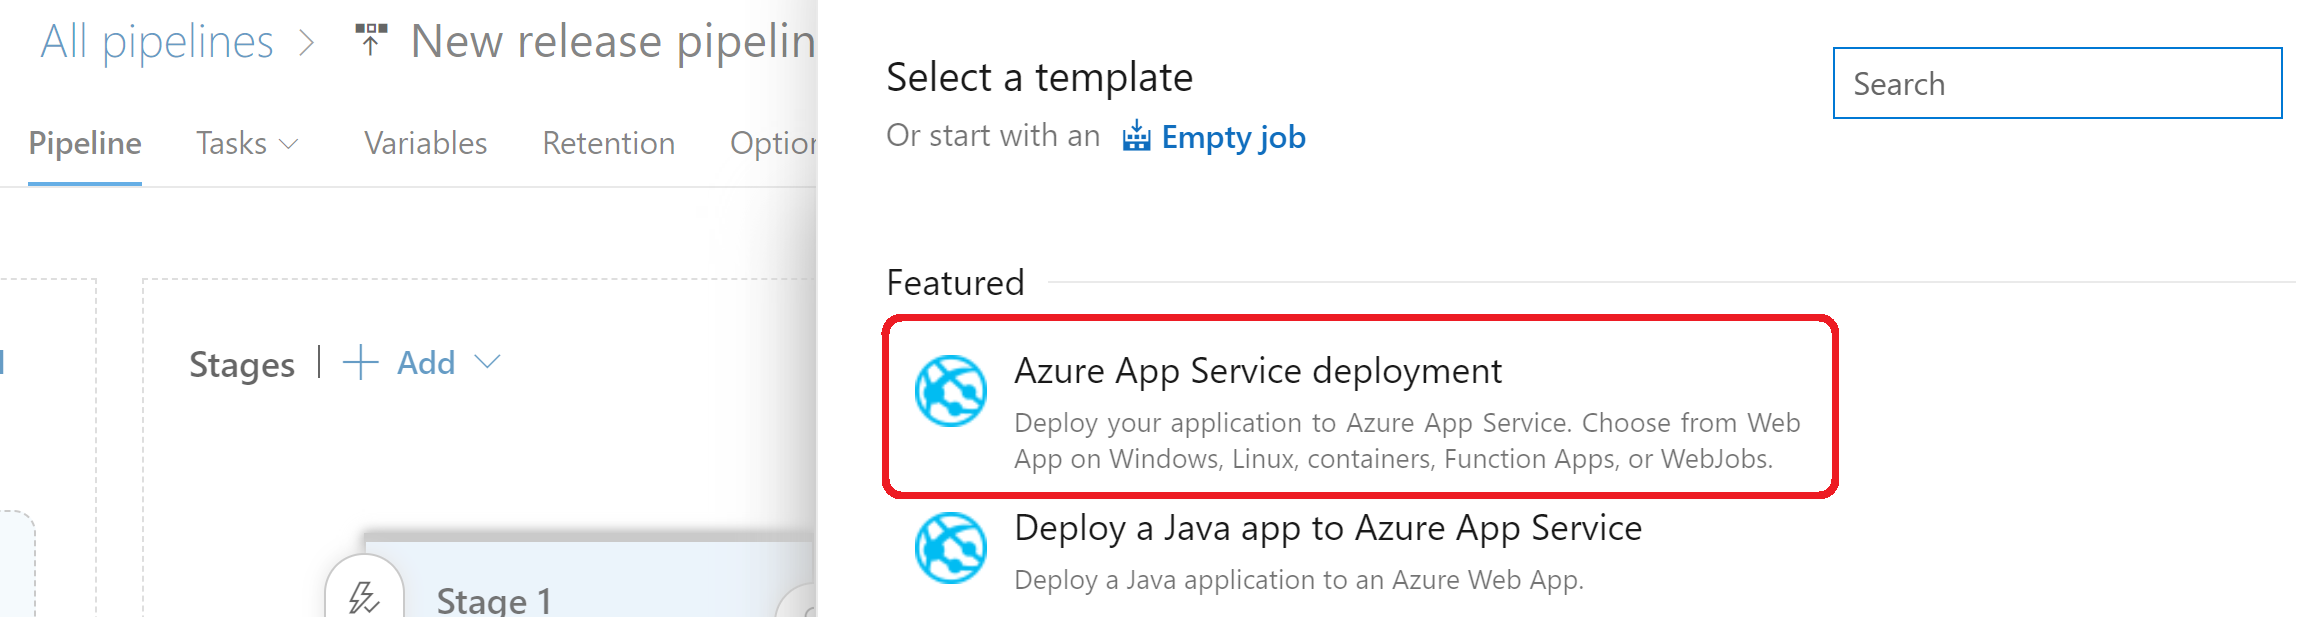 All pipelines > New release pipelin
Pipeline Tasks Variables Retention Option
Stages | + Add
Stage 1
Select a template
Search
Or start with an Empty job
Featured
Azure App Service deployment
Deploy your application to Azure App Service. Choose from Web
App on Windows, Linux, containers, Function Apps, or WebJobs.
Deploy a Java app to Azure App Service
Deploy a Java application to an Azure Web App.